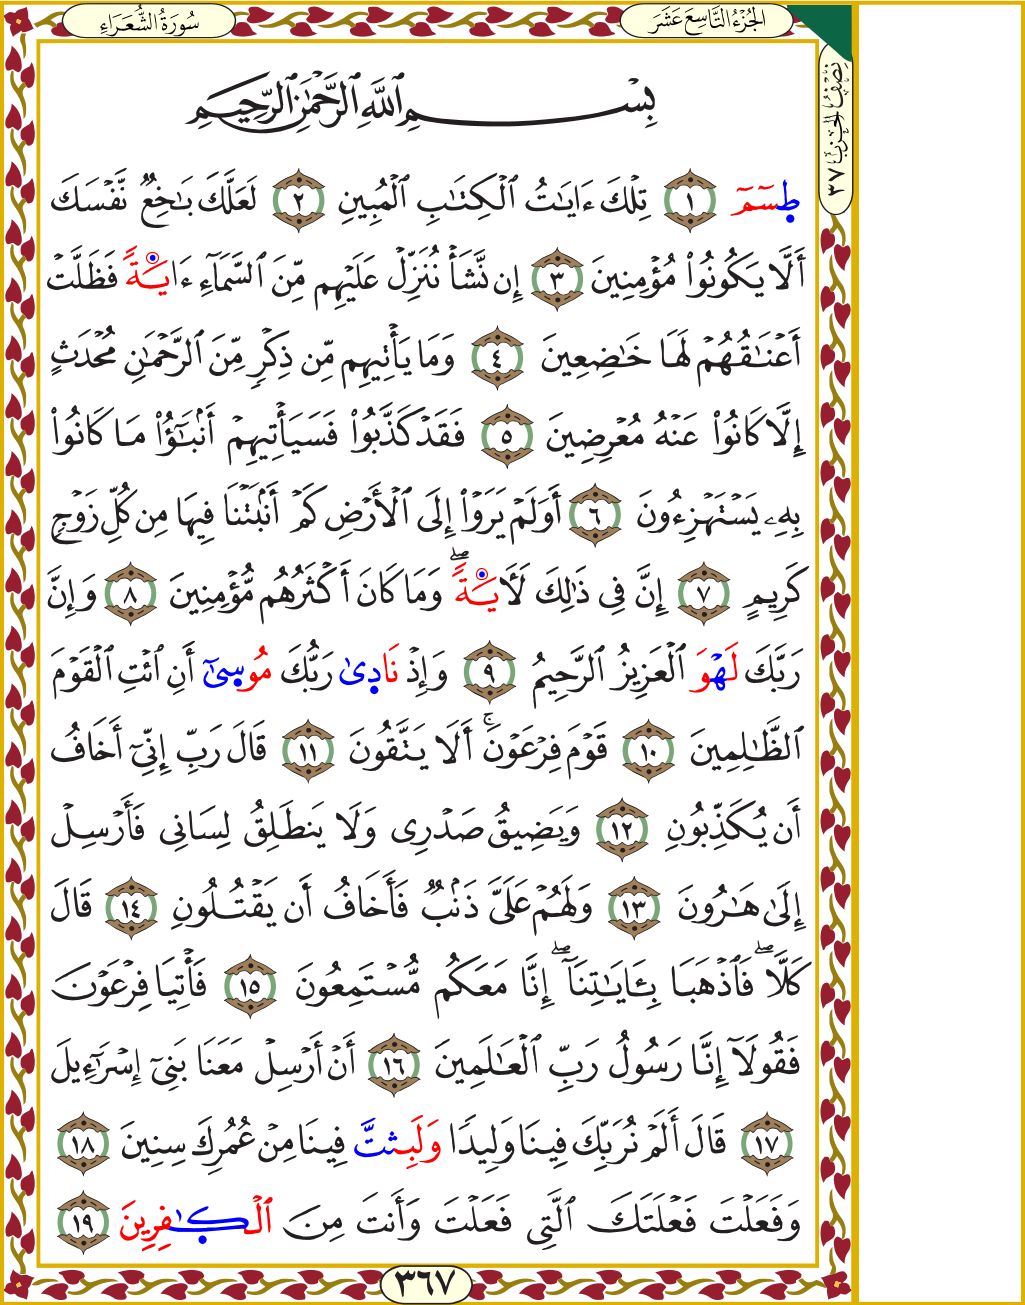 سُورَةُ الشُّعَرَاءِ
الجُزْءُ التَّاسِعَ عَشَرَ
نِصْفُ الحِزْبِ ٣٧
بِسْمِ ٱللَّهِ ٱلرَّحْمَٰنِ ٱلرَّحِيمِ
طِسٓمٓ ١ تِلْكَ ءَايَٰتُ ٱلْكِتَٰبِ ٱلْمُبِينِ ٢ لَعَلَّكَ بَٰخِعٌ نَّفْسَكَ
أَلَّا يَكُونُوا۟ مُؤْمِنِينَ ٣ إِن نَّشَأْ نُنَزِّلْ عَلَيْهِم مِّنَ ٱلسَّمَآءِ ءَايَةً فَظَلَّتْ
أَعْنَٰقُهُمْ لَهَا خَٰضِعِينَ ٤ وَمَا يَأْتِيهِم مِّن ذِكْرٍ مِّنَ ٱلرَّحْمَٰنِ مُحْدَثٍ
إِلَّا كَانُوا۟ عَنْهُ مُعْرِضِينَ ٥ فَقَدْ كَذَّبُوا۟ فَسَيَأْتِيهِمْ أَنۢبَٰٓؤُا۟ مَا كَانُوا۟
بِهِۦ يَسْتَهْزِءُونَ ٦ أَوَلَمْ يَرَوْا۟ إِلَى ٱلْأَرْضِ كَمْ أَنۢبَتْنَا فِيهَا مِن كُلِّ زَوْجٍ
كَرِيمٍ ٧ إِنَّ فِى ذَٰلِكَ لَءَايَةً ۖ وَمَا كَانَ أَكْثَرُهُم مُّؤْمِنِينَ ٨ وَإِنَّ
رَبَّكَ لَهْوَ ٱلْعَزِيزُ ٱلرَّحِيمُ ٩ وَإِذْ نَادِىٰ رَبُّكَ مُوسِىٰٓ أَنِ ٱئْتِ ٱلْقَوْمَ
ٱلظَّٰلِمِينَ ١٠ قَوْمَ فِرْعَوْنَ ۚ أَلَا يَتَّقُونَ ١١ قَالَ رَبِّ إِنِّىٓ أَخَافُ
أَن يُكَذِّبُونِ ١٢ وَيَضِيقُ صَدْرِى وَلَا يَنطَلِقُ لِسَانِى فَأَرْسِلْ
إِلَىٰ هَٰرُونَ ١٣ وَلَهُمْ عَلَىَّ ذَنۢبٌ فَأَخَافُ أَن يَقْتُلُونِ ١٤ قَالَ
كَلَّا ۖ فَٱذْهَبَا بِـَٔايَٰتِنَآ ۖ إِنَّا مَعَكُم مُّسْتَمِعُونَ ١٥ فَأْتِيَا فِرْعَوْنَ
فَقُولَآ إِنَّا رَسُولُ رَبِّ ٱلْعَٰلَمِينَ ١٦ أَنْ أَرْسِلْ مَعَنَا بَنِىٓ إِسْرَٰٓءِيلَ
١٧ قَالَ أَلَمْ نُرَبِّكَ فِينَا وَلِيدًا وَلَبِثتَّ فِينَا مِنْ عُمُرِكَ سِنِينَ ١٨
وَفَعَلْتَ فَعْلَتَكَ ٱلَّتِى فَعَلْتَ وَأَنتَ مِنَ ٱلْكَٰفِرِينَ ١٩
٣٦٧